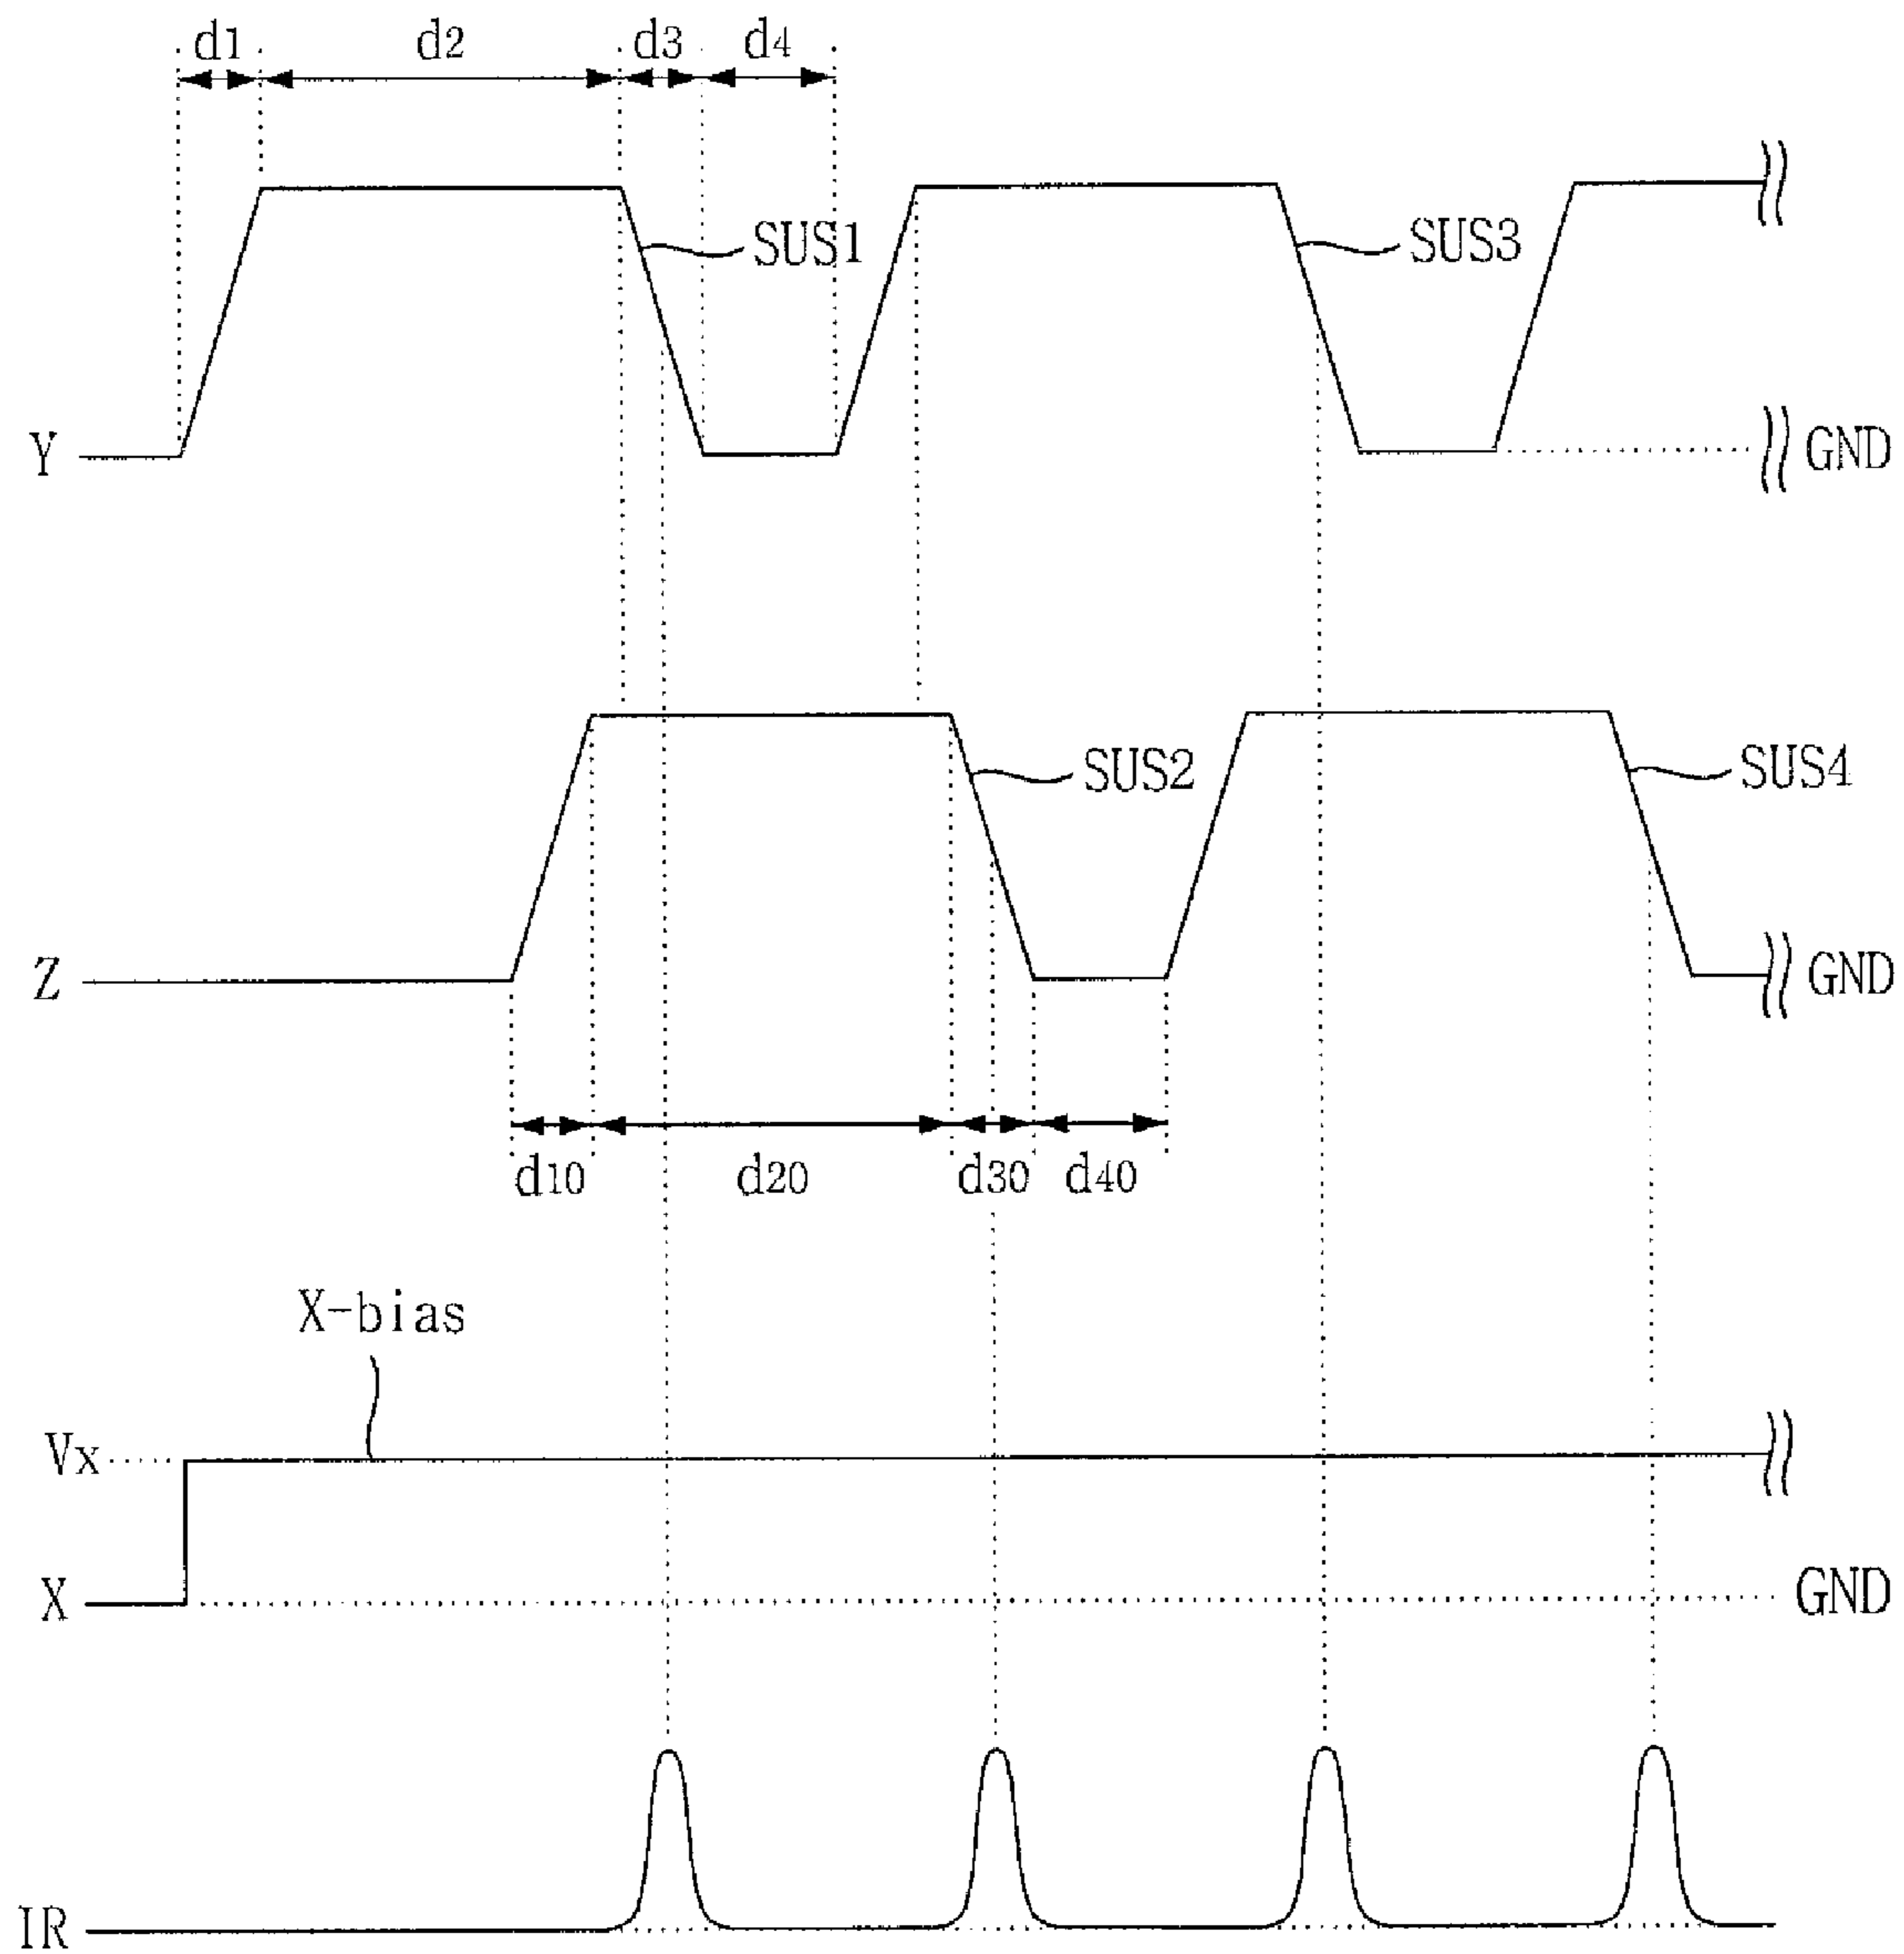 d1 d2 d3 d4
SUS1 SUS3
Y GND
SUS2 SUS4
Z GND
d10 d20 d30 d40
X-bias
Vx
X GND
IR